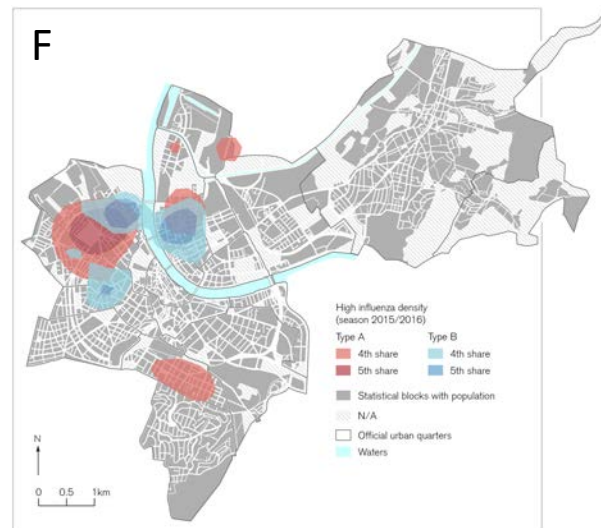 F
High influenza density
(season 2015/2016)
Type A Type B
4th share 4th share
5th share 5th share
Statistical blocks with population
N/A
Official urban quarters
Waters
N
0 0.5 1km